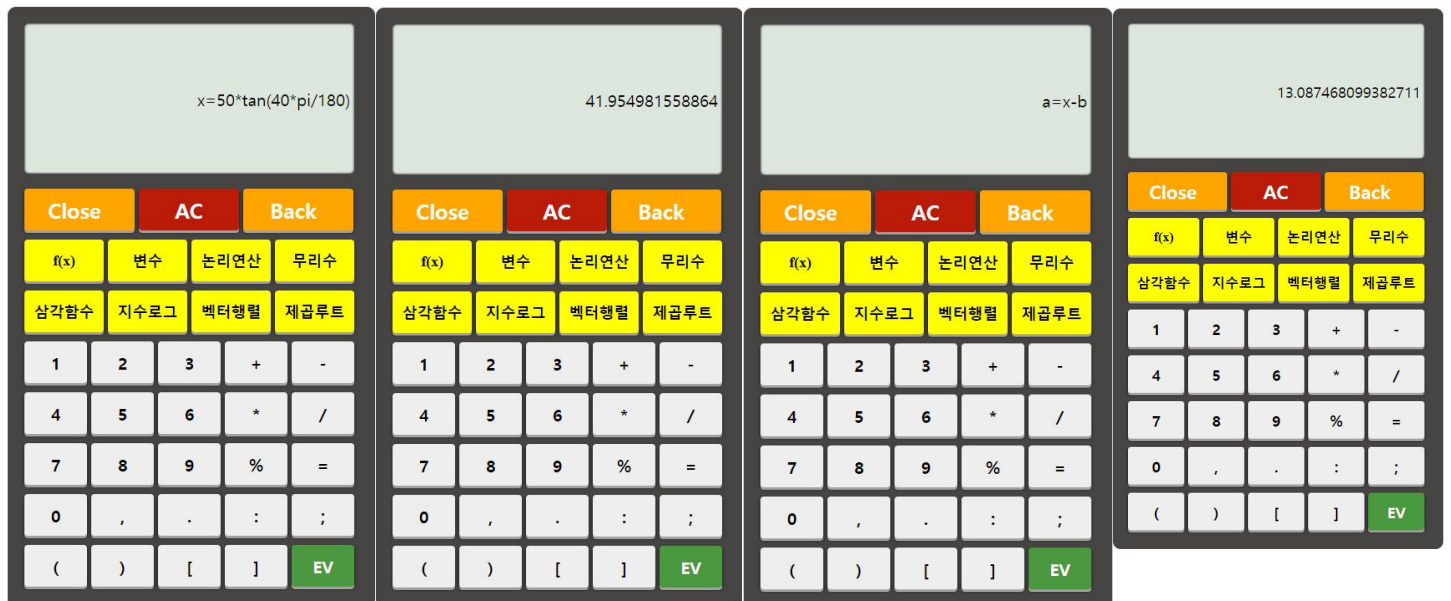 x=50*tan(40*pi/180)
Close AC Back
f(x) 변수 논리연산 무리수
삼각함수 지수로그 벡터행렬 제곱루트
1 2 3 + -
4 5 6 * /
7 8 9 % =
0 , . : ;
( ) [ ] EV
41.954981558864
Close AC Back
f(x) 변수 논리연산 무리수
삼각함수 지수로그 벡터행렬 제곱루트
1 2 3 + -
4 5 6 * /
7 8 9 % =
0 , . : ;
( ) [ ] EV
a=x-b
Close AC Back
f(x) 변수 논리연산 무리수
삼각함수 지수로그 벡터행렬 제곱루트
1 2 3 + -
4 5 6 * /
7 8 9 % =
0 , . : ;
( ) [ ] EV
13.087468099382711
Close AC Back
f(x) 변수 논리연산 무리수
삼각함수 지수로그 벡터행렬 제곱루트
1 2 3 + -
4 5 6 * /
7 8 9 % =
0 , . : ;
( ) [ ] EV